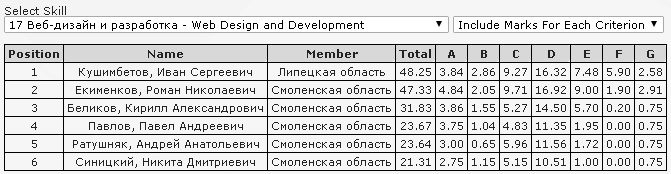 Select Skill
17 Веб-дизайн и разработка - Web Design and Development Include Marks For Each Criterion
Position Name Member Total A B C D E F G
1 Кушимбетов, Иван Сергеевич Липецкая область 48.25 3.84 2.86 9.27 16.32 7.48 5.90 2.58
2 Екименков, Роман Николаевич Смоленская область 47.33 4.84 2.05 9.71 16.92 9.00 1.90 2.91
3 Беликов, Кирилл Александрович Смоленская область 31.83 3.86 1.55 5.27 14.50 5.70 0.20 0.75
4 Павлов, Павел Андреевич Смоленская область 23.67 3.75 1.04 4.83 11.35 1.95 0.00 0.75
5 Ратушняк, Андрей Анатольевич Смоленская область 23.64 3.00 0.65 5.96 11.56 1.72 0.00 0.75
6 Синицкий, Никита Дмитриевич Смоленская область 21.31 2.75 1.15 5.15 10.51 1.00 0.00 0.75